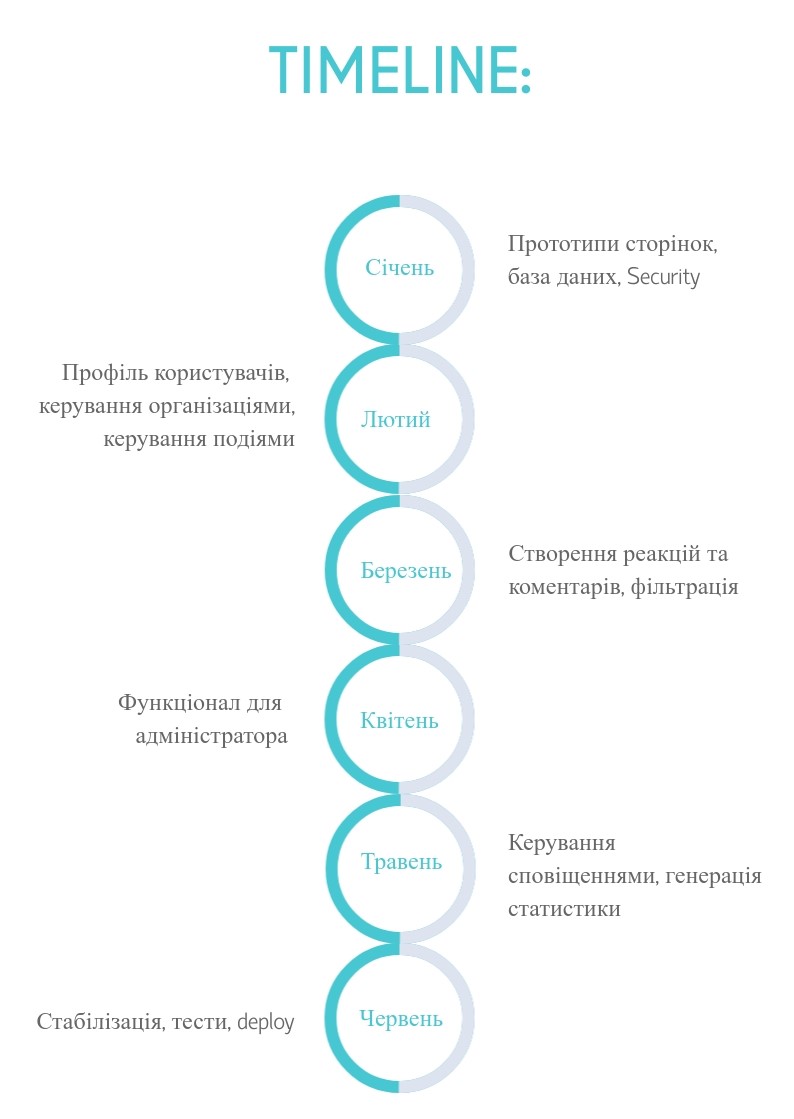 TIMELINE:
Січень
Прототипи сторінок,
база даних, Security
Профіль користувачів,
керування організаціями,
керування подіями
Лютий
Березень
Створення реакцій та
коментарів, фільтрація
Функціонал для
адміністратора
Квітень
Травень
Керування
сповіщеннями, генерація
статистики
Стабілізація, тести, deploy
Червень